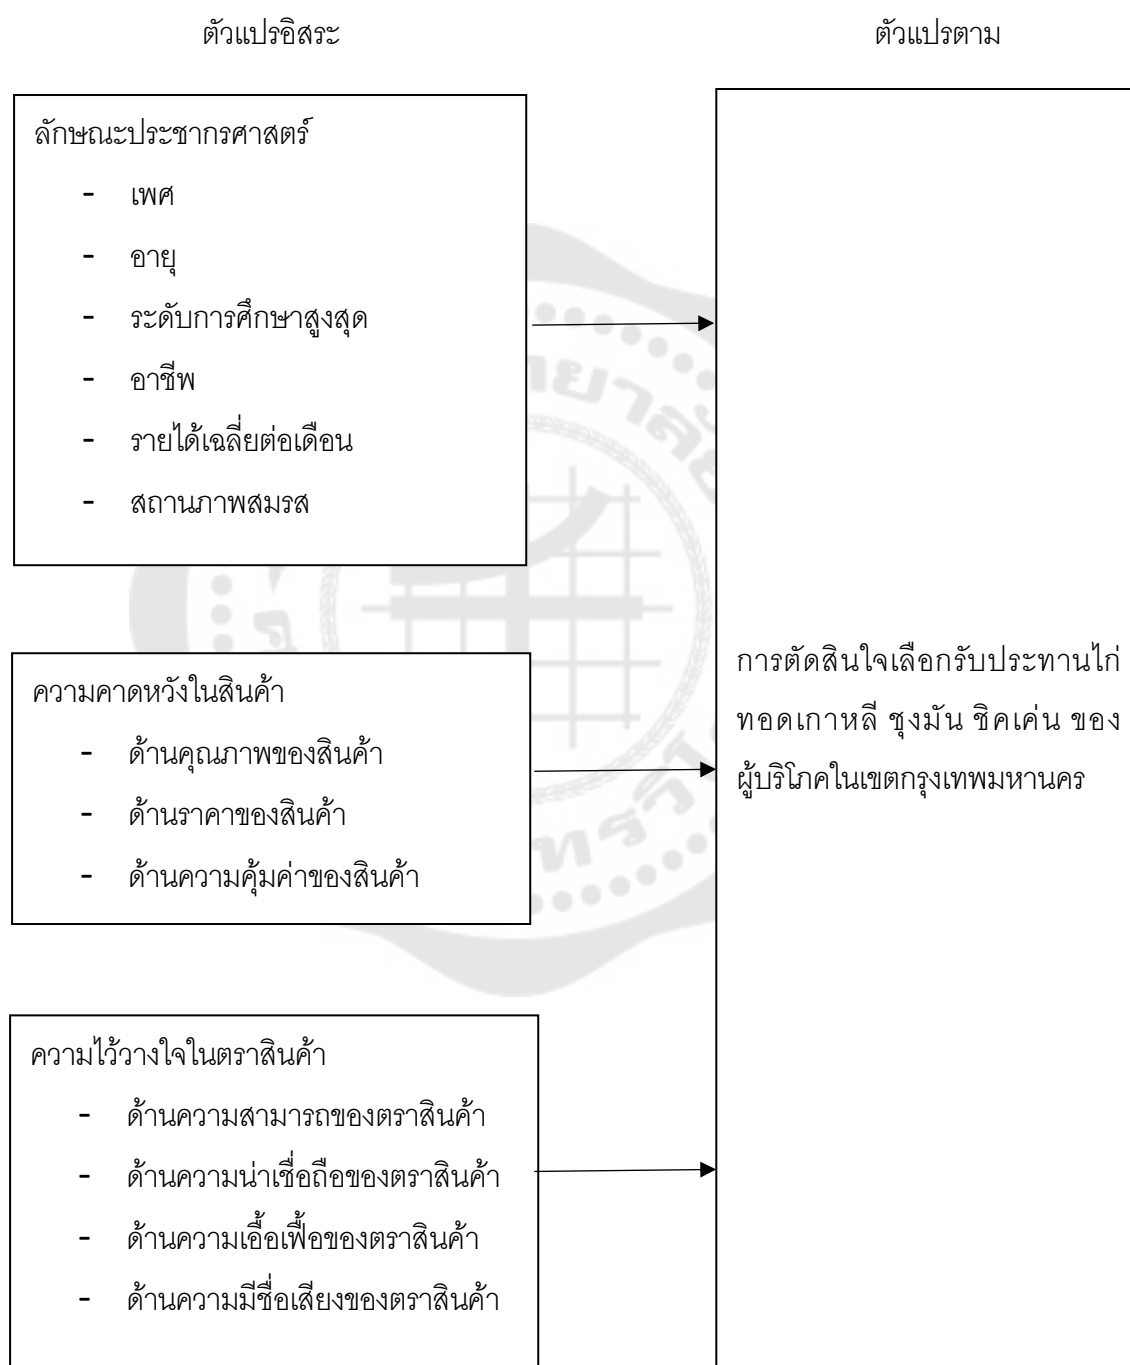 ตัวแปรอิสระ
ตัวแปรตาม
ลักษณะประชากรศาสตร์
- เพศ
- อายุ
- ระดับการศึกษาสูงสุด
- อาชีพ
- รายได้เฉลี่ยต่อเดือน
- สถานภาพสมรส
ความคาดหวังในสินค้า
- ด้านคุณภาพของสินค้า
- ด้านราคาของสินค้า
- ด้านความคุ้มค่าของสินค้า
ความไว้วางใจในตราสินค้า
- ด้านความสามารถของตราสินค้า
- ด้านความน่าเชื่อถือของตราสินค้า
- ด้านความเอื้อเฟื้อของตราสินค้า
- ด้านความมีชื่อเสียงของตราสินค้า
การตัดสินใจเลือกรับประทานไก่
ทอดเกาหลี ชุงมัน ชิคเค่น ของ
ผู้บริโภคในเขตกรุงเทพมหานคร